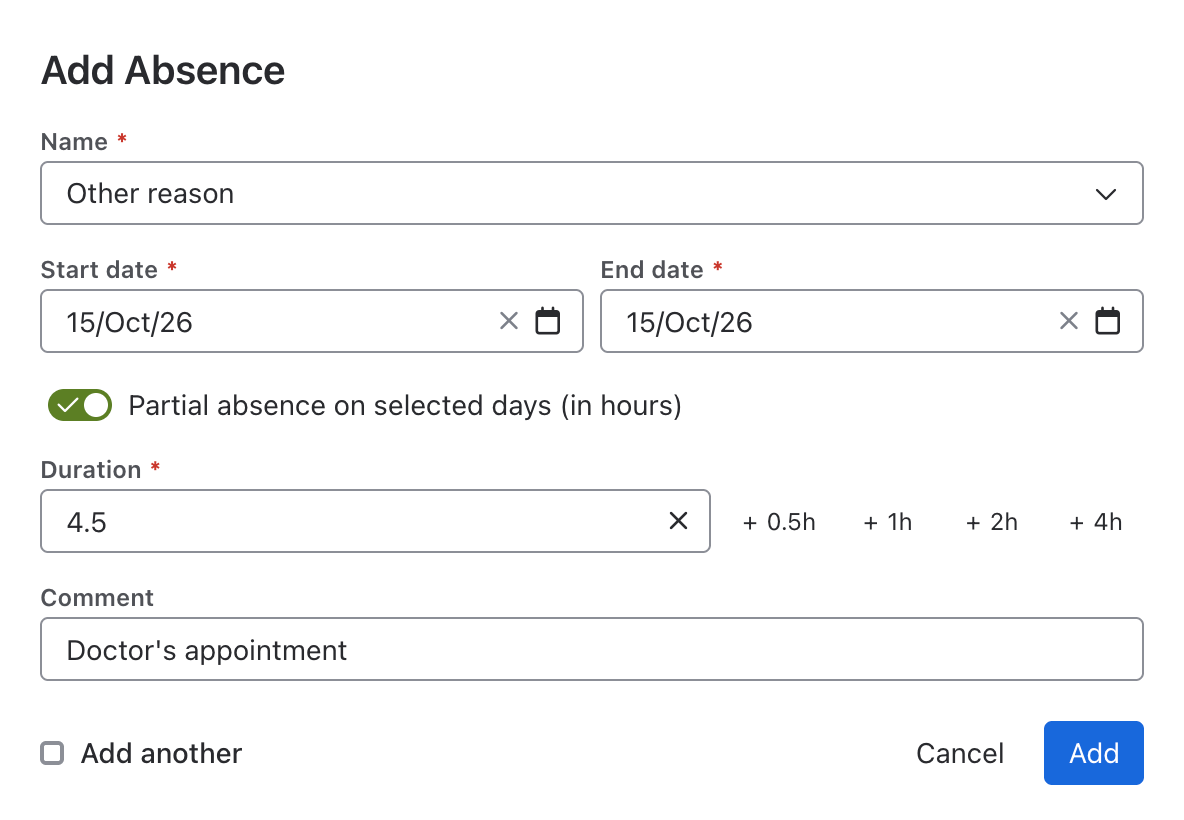 Add Absence
Name *
Other reason
Start date * End date *
15/Oct/26 15/Oct/26
Partial absence on selected days (in hours)
Duration *
4.5 + 0.5h + 1h + 2h + 4h
Comment
Doctor's appointment
Add another Cancel Add